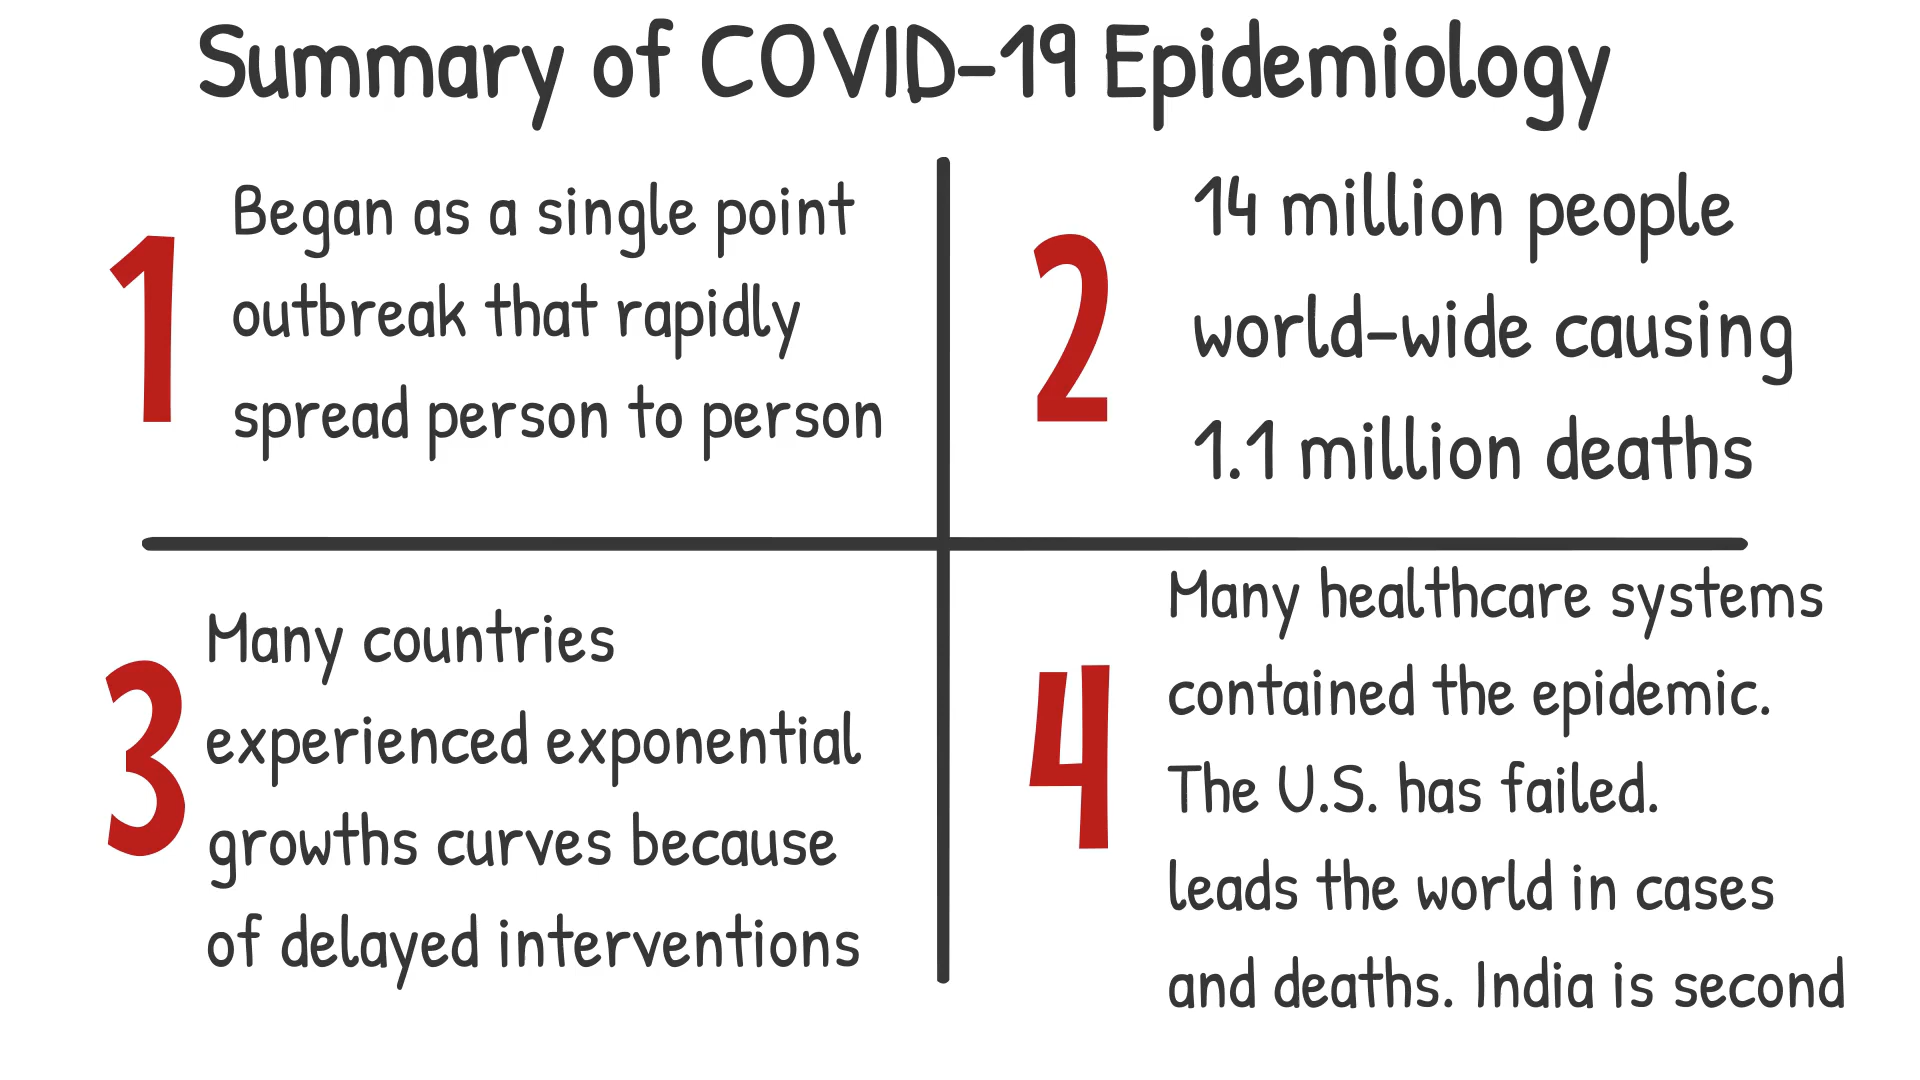 Summary of COVID-19 Epidemiology
1
Began as a single point
outbreak that rapidly
spread person to person
2
14 million people
world-wide causing
1.1 million deaths
3
Many countries
experienced exponential
growths curves because
of delayed interventions
4
Many healthcare systems
contained the epidemic.
The U.S. has failed.
leads the world in cases
and deaths. India is second